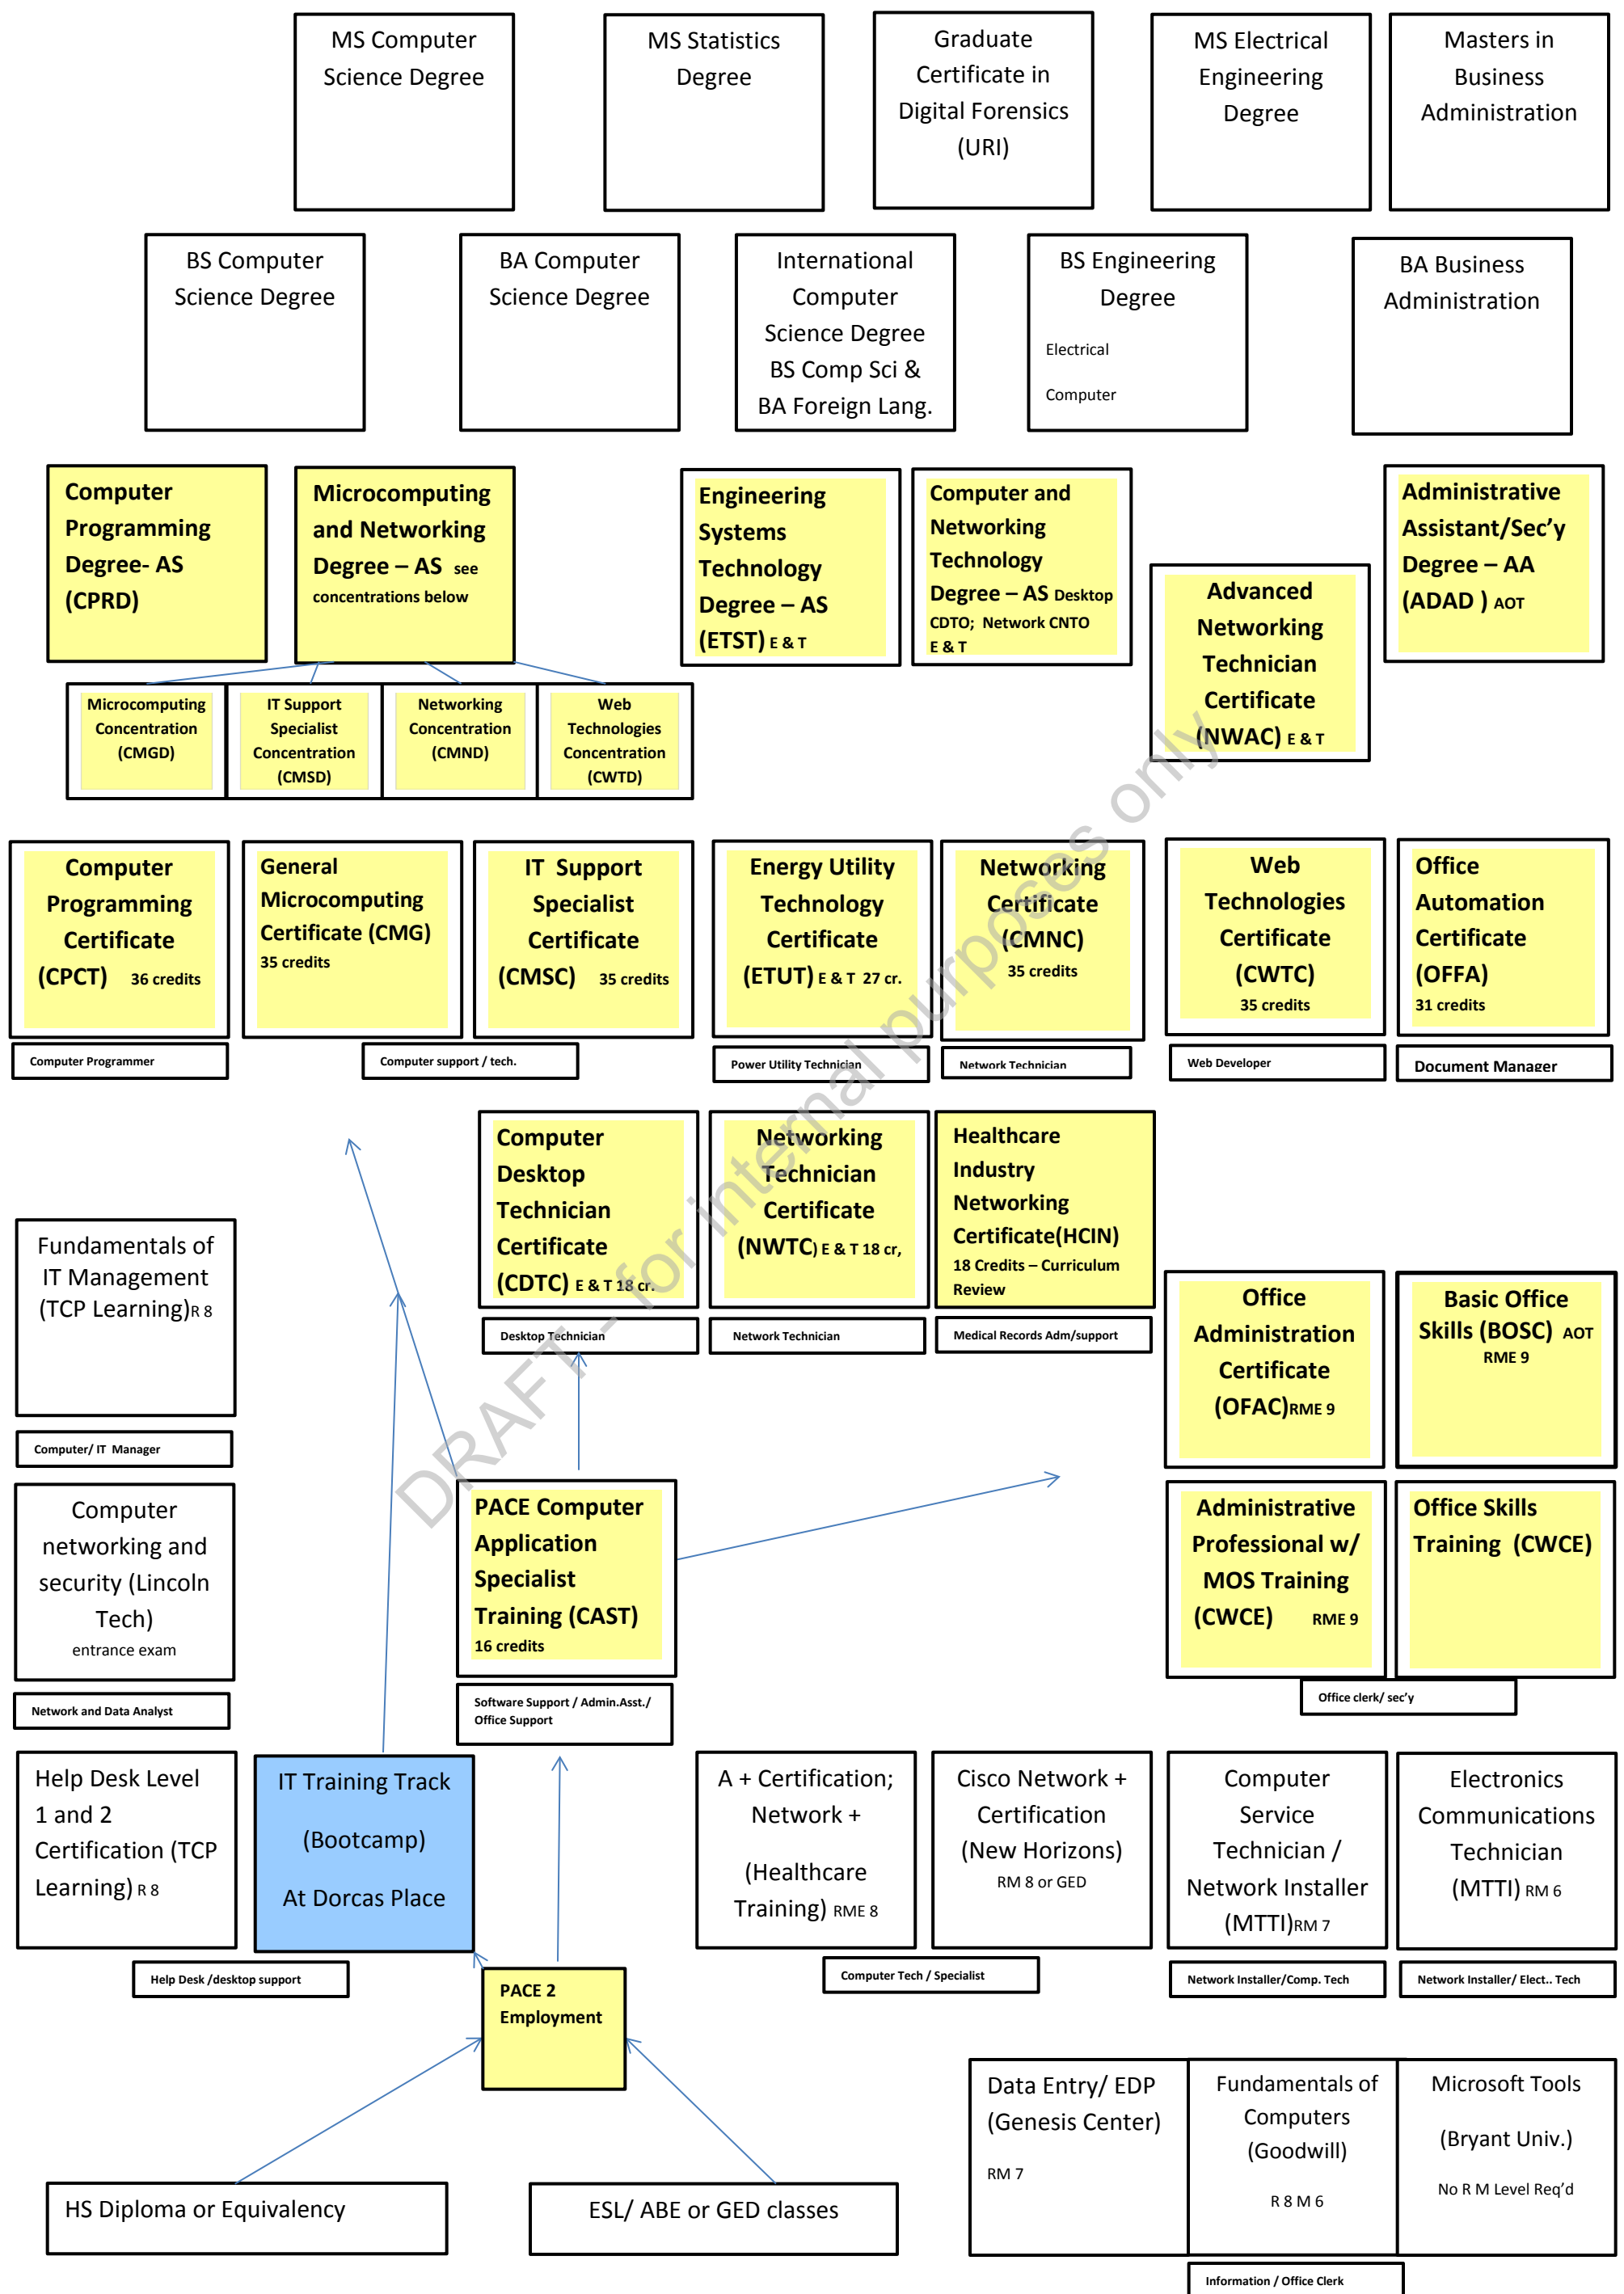 MS Computer
Science Degree
MS Statistics
Degree
Graduate
Certificate in
Digital Forensics
(URI)
MS Electrical
Engineering
Degree
Masters in
Business
Administration
BS Computer
Science Degree
BA Computer
Science Degree
International
Computer
Science Degree
BS Comp Sci &
BA Foreign Lang.
BS Engineering
Degree
Electrical
Computer
BA Business
Administration
Computer
Programming
Degree- AS
(CPRD)
Microcomputing
and Networking
Degree – AS see
concentrations below
Engineering
Systems
Technology
Degree – AS
(ETST) E & T
Computer and
Networking
Technology
Degree – AS Desktop
CDTO; Network CNTO
E & T
Advanced
Networking
Technician
Certificate
(NWAC) E & T
Administrative
Assistant/Sec’y
Degree – AA
(ADAD ) AOT
Microcomputing
Concentration
(CMGD)
IT Support
Specialist
Concentration
(CMSD)
Networking
Concentration
(CMND)
Web
Technologies
Concentration
(CWTD)
Computer
Programming
Certificate
(CPCT) 36 credits
General
Microcomputing
Certificate (CMG)
35 credits
IT Support
Specialist
Certificate
(CMSC) 35 credits
Energy Utility
Technology
Certificate
(ETUT) E & T 27 cr.
Networking
Certificate
(CMNC)
35 credits
Web
Technologies
Certificate
(CWTC)
35 credits
Office
Automation
Certificate
(OFFA)
31 credits
Computer Programmer
Computer support / tech.
Power Utility Technician
Network Technician
Web Developer
Document Manager
Computer
Desktop
Technician
Certificate
(CDTC) E & T 18 cr.
Networking
Technician
Certificate
(NWTC) E & T 18 cr,
Healthcare
Industry
Networking
Certificate(HCIN)
18 Credits – Curriculum
Review
Desktop Technician
Network Technician
Medical Records Adm/support
Fundamentals of
IT Management
(TCP Learning)R 8
Computer/ IT Manager
Office
Administration
Certificate
(OFAC)RME 9
Basic Office
Skills (BOSC) AOT
RME 9
Computer
networking and
security (Lincoln
Tech)
entrance exam
Network and Data Analyst
PACE Computer
Application
Specialist
Training (CAST)
16 credits
Software Support / Admin.Asst./
Office Support
Administrative
Professional w/
MOS Training
(CWCE) RME 9
Office Skills
Training (CWCE)
Office clerk/ sec’y
Help Desk Level
1 and 2
Certification (TCP
Learning) R 8
IT Training Track
(Bootcamp)
At Dorcas Place
A + Certification;
Network +
(Healthcare
Training) RME 8
Cisco Network +
Certification
(New Horizons)
RM 8 or GED
Computer
Service
Technician /
Network Installer
(MTTI)RM 7
Electronics
Communications
Technician
(MTTI) RM 6
Help Desk /desktop support
Computer Tech / Specialist
Network Installer/Comp. Tech
Network Installer/ Elect.. Tech
PACE 2
Employment
Data Entry/ EDP
(Genesis Center)
RM 7
Fundamentals of
Computers
(Goodwill)
R 8 M 6
Microsoft Tools
(Bryant Univ.)
No R M Level Req’d
HS Diploma or Equivalency
ESL/ ABE or GED classes
Information / Office Clerk
DRAFT - for internal purposes only